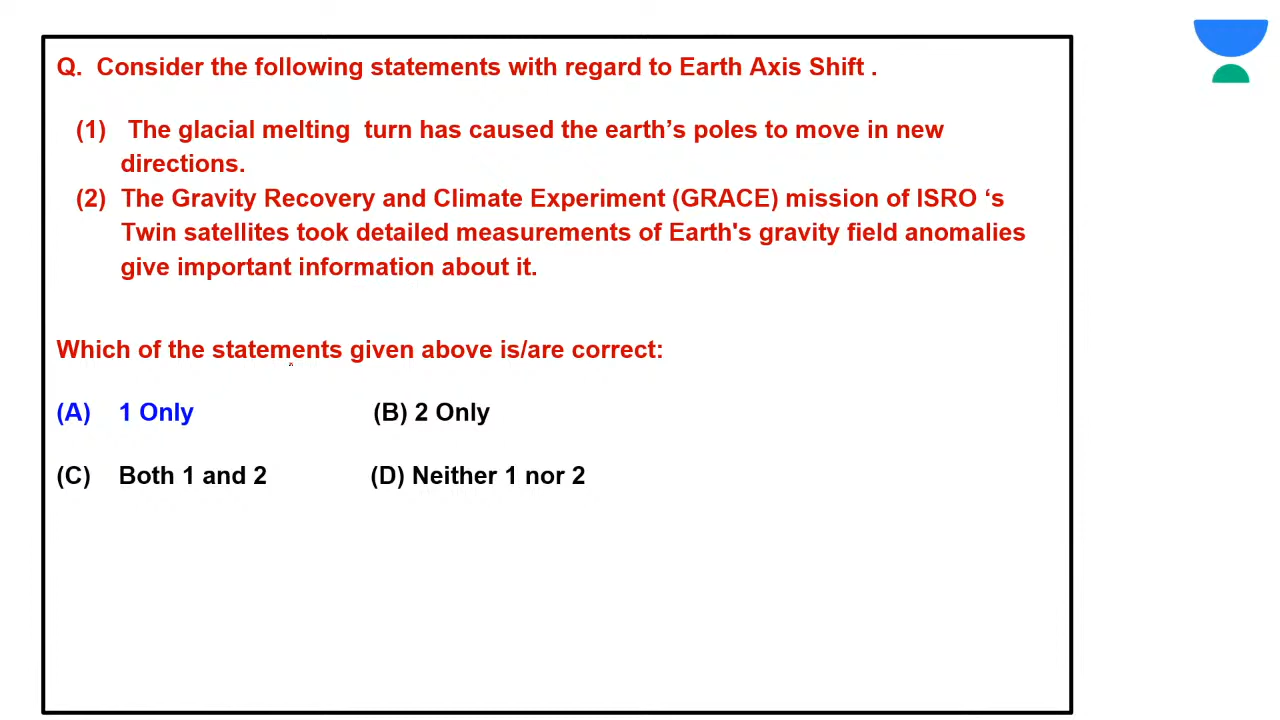 Q. Consider the following statements with regard to Earth Axis Shift .
(1) The glacial melting turn has caused the earth’s poles to move in new
directions.
(2) The Gravity Recovery and Climate Experiment (GRACE) mission of ISRO ‘s
Twin satellites took detailed measurements of Earth's gravity field anomalies
give important information about it.
Which of the statements given above is/are correct:
(A) 1 Only (B) 2 Only
(C) Both 1 and 2 (D) Neither 1 nor 2